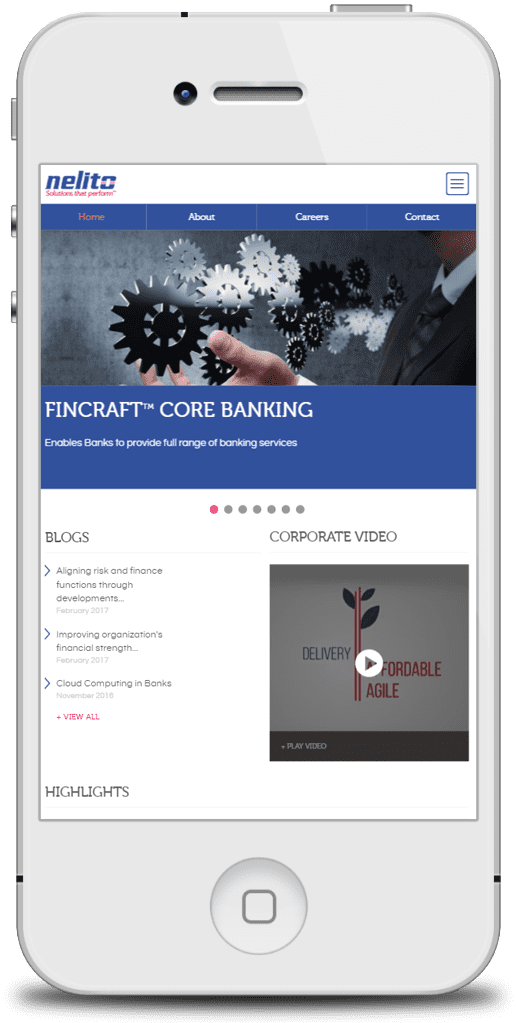 nelito
Solutions that perform™
Home About Careers Contact
FINCRAFT™ CORE BANKING
Enables Banks to provide full range of banking services
BLOGS
Aligning risk and finance
functions through
developments...
February 2017
Improving organization's
financial strength...
February 2017
Cloud Computing in Banks
November 2016
+ VIEW ALL
CORPORATE VIDEO
DELIVERY
AFFORDABLE
AGILE
+ PLAY VIDEO
HIGHLIGHTS